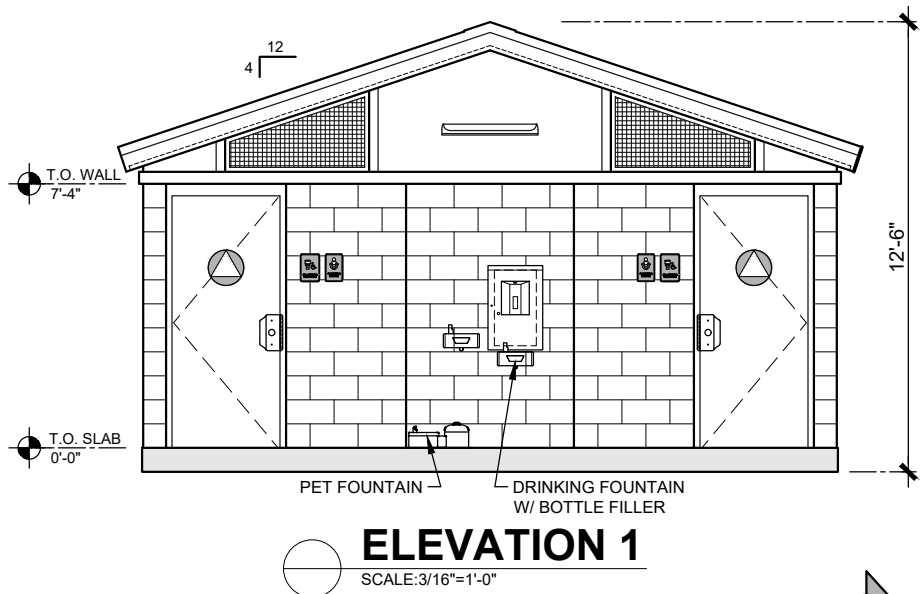 12
4
T.O. WALL
7'-4"
12'-6"
T.O. SLAB
0'-0"
PET FOUNTAIN
DRINKING FOUNTAIN
W/ BOTTLE FILLER
ELEVATION 1
SCALE:3/16"=1'-0"